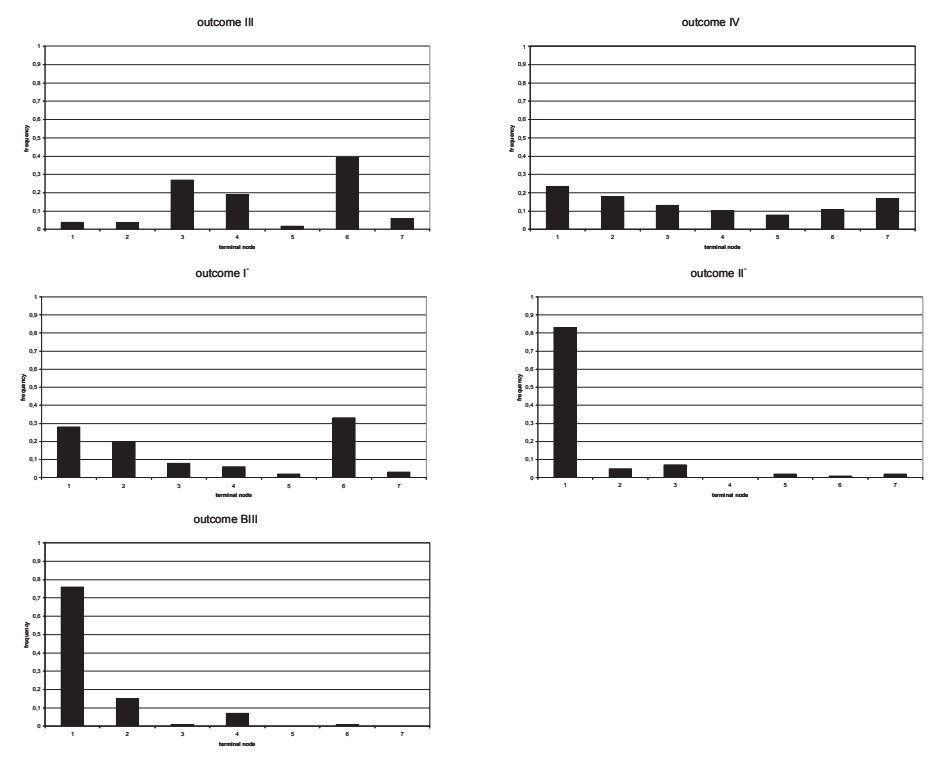 outcome III
1
0,9
0,8
0,7
0,6
0,5
0,4
0,3
0,2
0,1
0
frequency
1 2 3 4 5 6 7
terminal node
outcome IV
1
0,9
0,8
0,7
0,6
0,5
0,4
0,3
0,2
0,1
0
frequency
1 2 3 4 5 6 7
terminal node
outcome I*
1
0,9
0,8
0,7
0,6
0,5
0,4
0,3
0,2
0,1
0
frequency
1 2 3 4 5 6 7
terminal node
outcome II*
1
0,9
0,8
0,7
0,6
0,5
0,4
0,3
0,2
0,1
0
frequency
1 2 3 4 5 6 7
terminal node
outcome BIII
1
0,9
0,8
0,7
0,6
0,5
0,4
0,3
0,2
0,1
0
frequency
1 2 3 4 5 6 7
terminal node